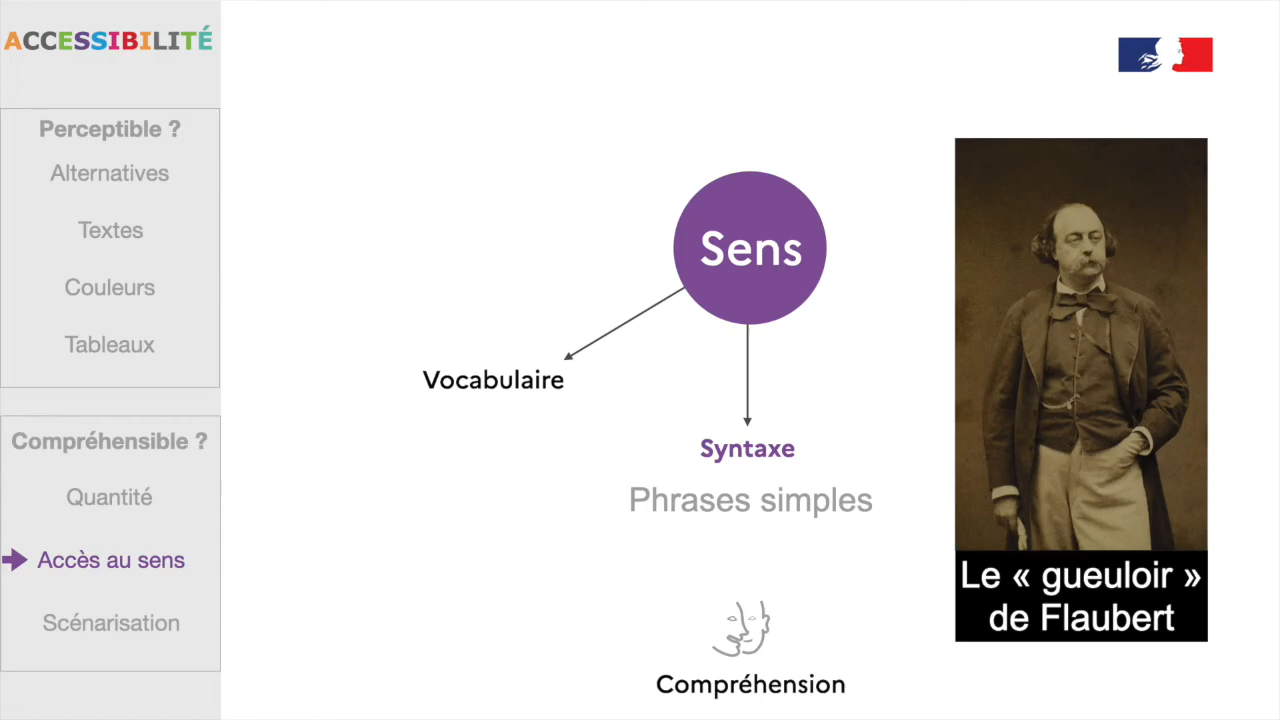 ACCESSIBILITÉ
Perceptible ?
Alternatives
Textes
Couleurs
Tableaux
Compréhensible ?
Quantité
Accès au sens
Scénarisation
Sens
Vocabulaire
Syntaxe
Phrases simples
Compréhension
Le « gueuloir »
de Flaubert